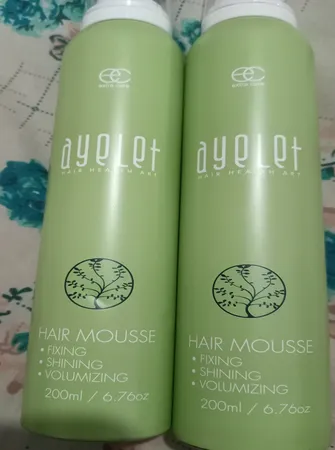 ayelet
HAIR HEALTH ART
HAIR MOUSSE
• FIXING
• SHINING
• VOLUMIZING
200ml / 6.76oz
ayelet
HAIR HEALTH ART
HAIR MOUSSE
• FIXING
• SHINING
• VOLUMIZING
200ml / 6.76oz